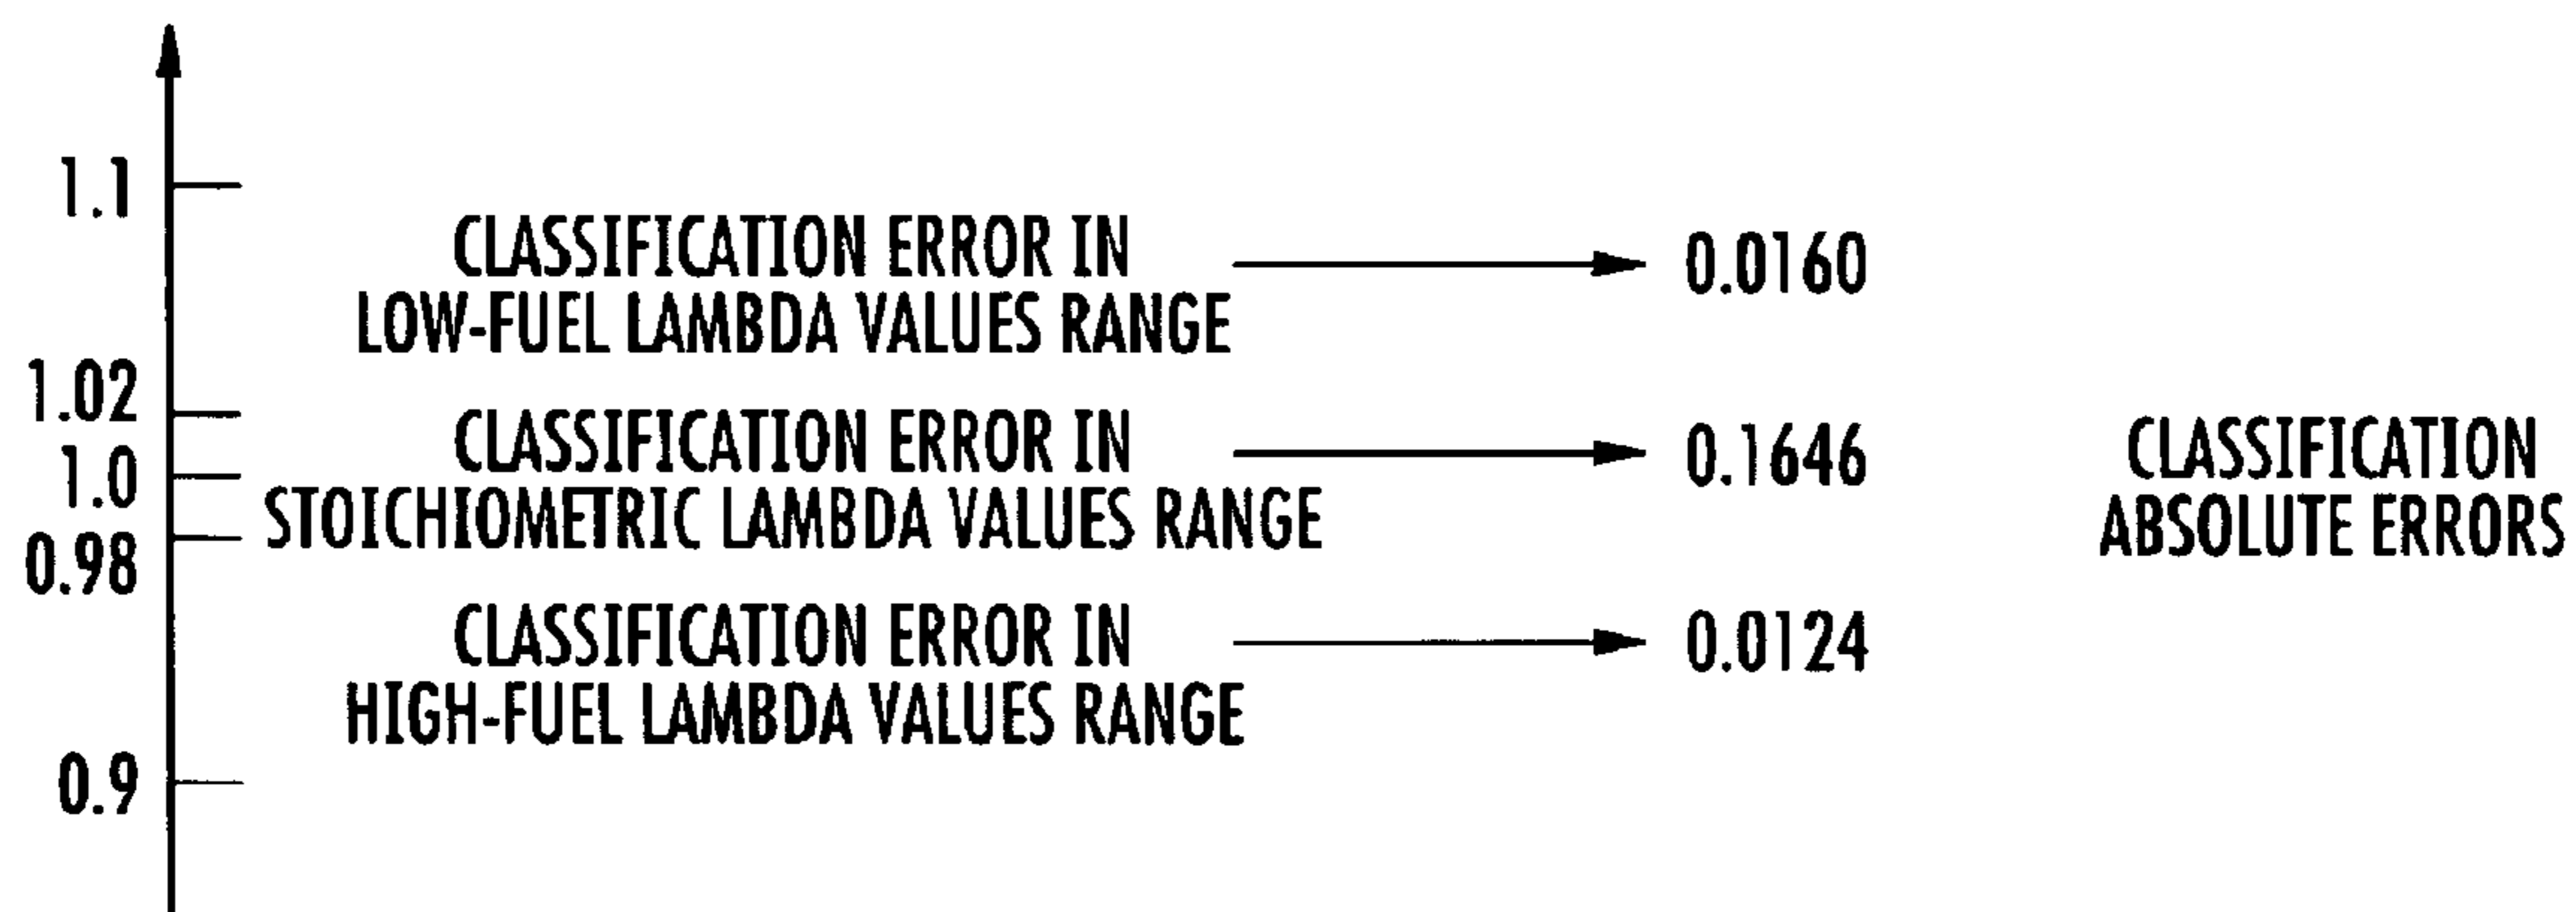 1.1
CLASSIFICATION ERROR IN
LOW-FUEL LAMBDA VALUES RANGE
0.0160
1.02
1.0
0.98
CLASSIFICATION ERROR IN
STOICHIOMETRIC LAMBDA VALUES RANGE
0.1646
CLASSIFICATION
ABSOLUTE ERRORS
CLASSIFICATION ERROR IN
HIGH-FUEL LAMBDA VALUES RANGE
0.0124
0.9